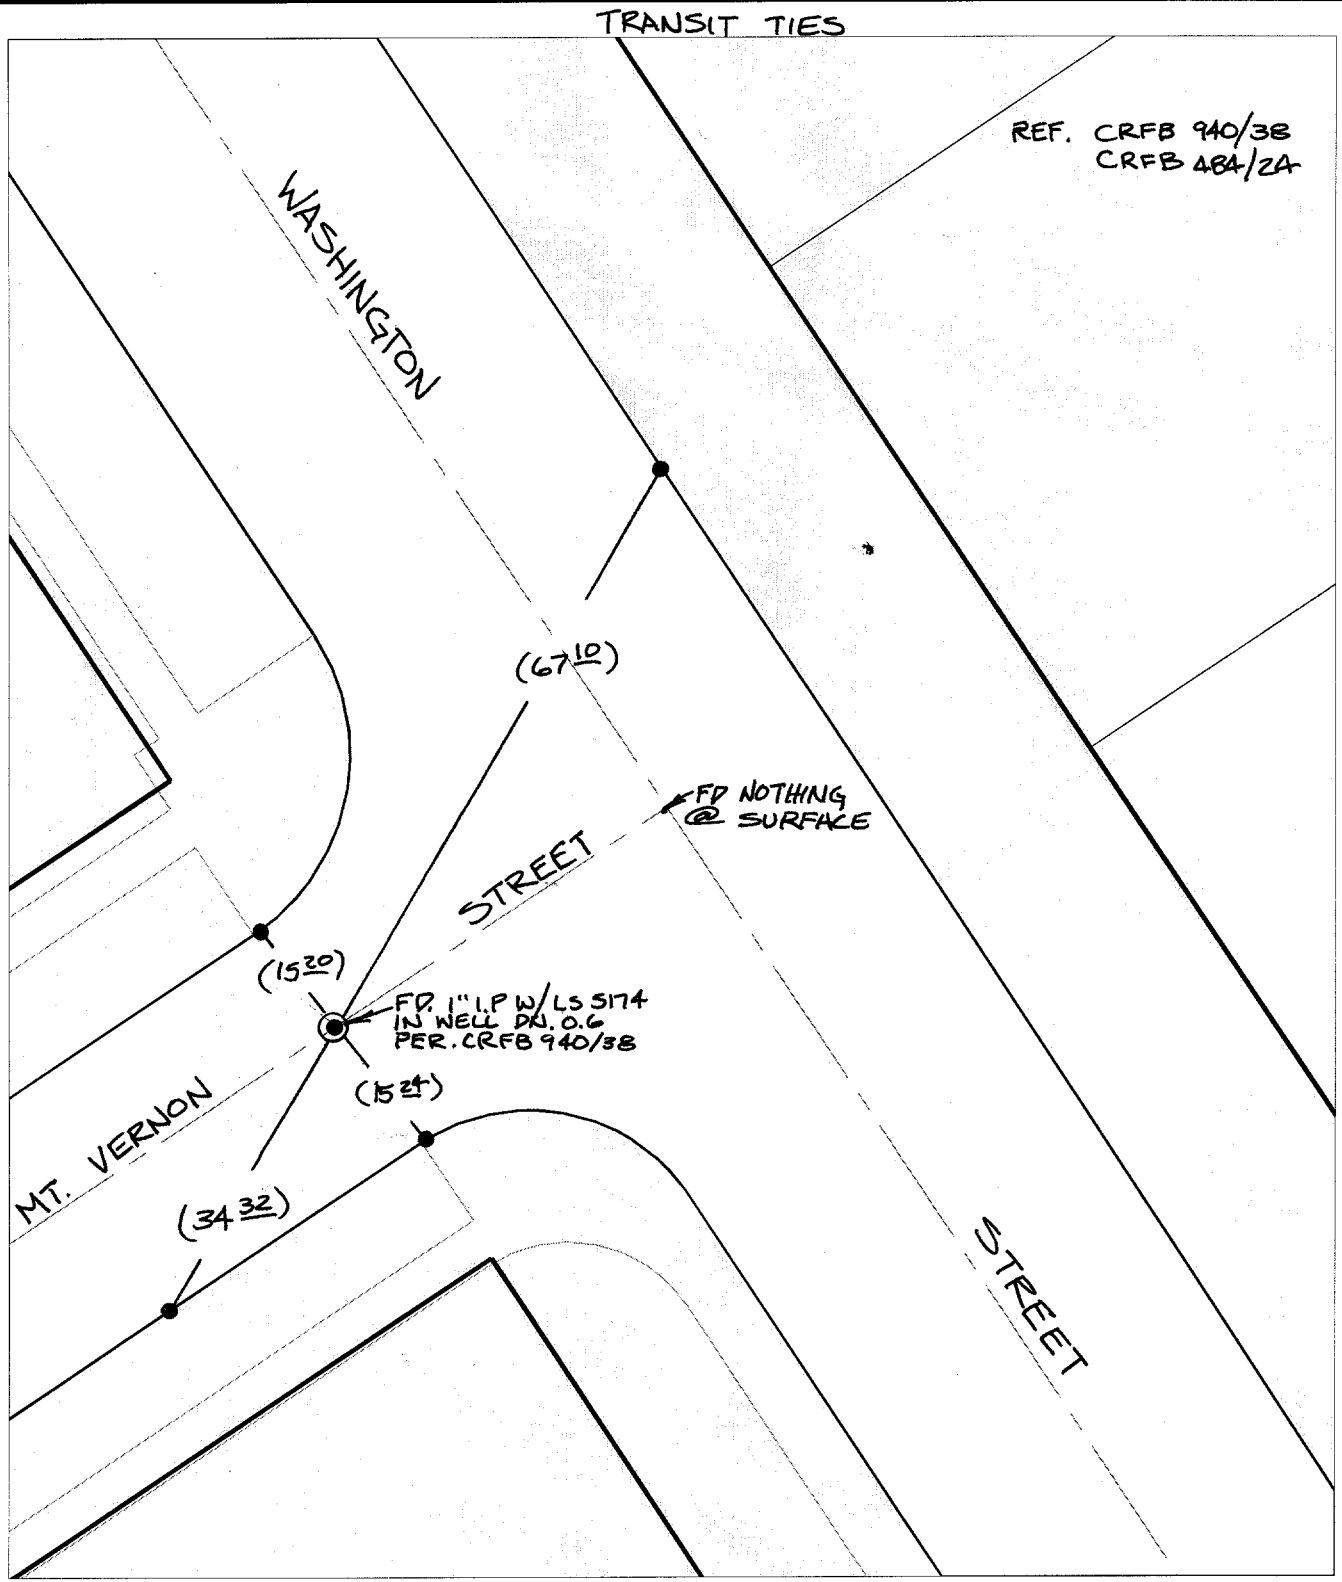 TRANSIT TIES
REF. CRFB 940/38
CRFB 484/24
WASHINGTON
(67 10)
FD NOTHING
@ SURFACE
STREET
(15 20)
FD. 1" I.P W/LS 5174
IN WELL DN. 0.6
PER. CRFB 940/38
(15 24)
MT. VERNON
(34 32)
STREET